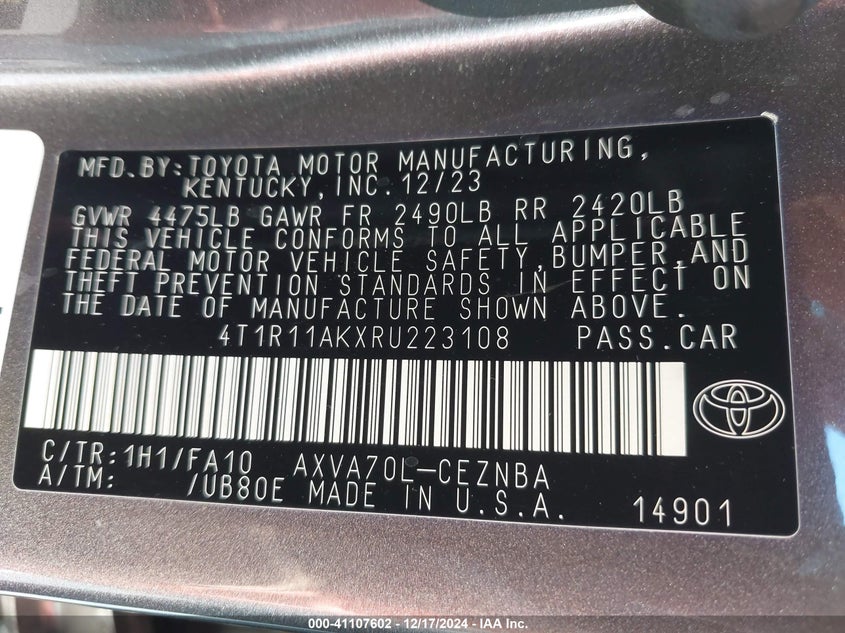 MFD.BY:TOYOTA MOTOR MANUFACTURING,
KENTUCKY,INC.12/23
GVWR 4475LB GAWR FR 2490LB RR 2420LB
THIS VEHICLE CONFORMS TO ALL APPLICABLE
FEDERAL MOTOR VEHICLE SAFETY,BUMPER,AND
THEFT PREVENTION STANDARDS IN EFFECT ON
THE DATE OF MANUFACTURE SHOWN ABOVE.
4T1R11AKXRU223108 PASS.CAR
C/TR:1H1/FA10 AXVA70L-CEZNBA
A/TM: /UB80E MADE IN U.S.A. 14901
000-41107602 - 12/17/2024 - IAA Inc.